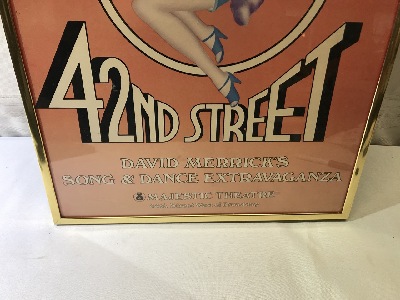 42ND STREET
DAVID MERRICK'S
SONG & DANCE EXTRAVAGANZA
MAJESTIC THEATRE